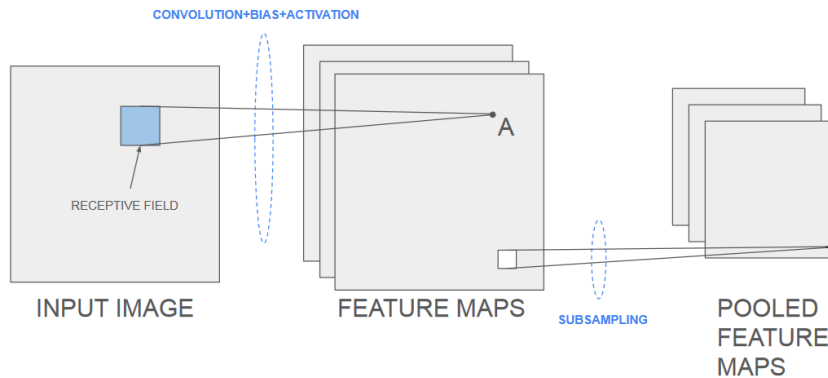 CONVOLUTION+BIAS+ACTIVATION
A
RECEPTIVE FIELD
INPUT IMAGE
FEATURE MAPS
SUBSAMPLING
POOLED
FEATURE
MAPS